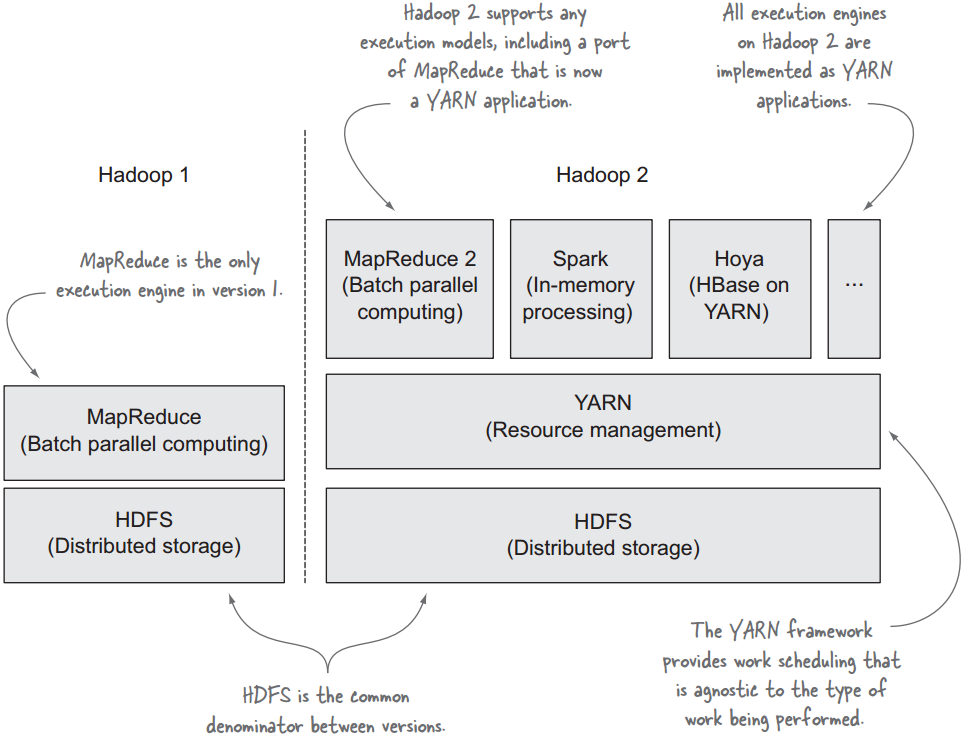 Hadoop 2 supports any
execution models, including a port
of MapReduce that is now
a YARN application.
All execution engines
on Hadoop 2 are
implemented as YARN
applications.
Hadoop 1
Hadoop 2
MapReduce is the only
execution engine in version 1.
MapReduce 2
(Batch parallel
computing)
Spark
(In-memory
processing)
Hoya
(HBase on
YARN)
...
MapReduce
(Batch parallel computing)
YARN
(Resource management)
HDFS
(Distributed storage)
HDFS
(Distributed storage)
HDFS is the common
denominator between versions.
The YARN framework
provides work scheduling that
is agnostic to the type of
work being performed.